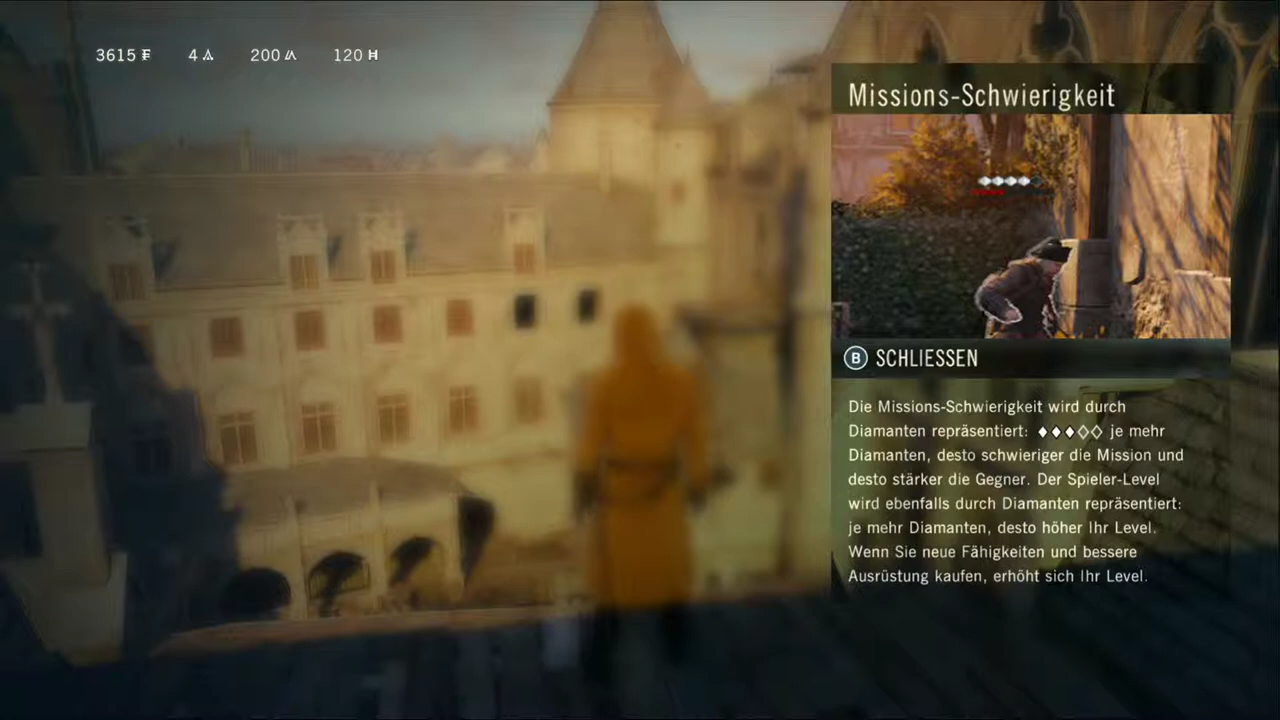 3615 ₣ 4 200 120
Missions-Schwierigkeit
B SCHLIESSEN
Die Missions-Schwierigkeit wird durch
Diamanten repräsentiert: ♦♦♦♢♢ je mehr
Diamanten, desto schwieriger die Mission und
desto stärker die Gegner. Der Spieler-Level
wird ebenfalls durch Diamanten repräsentiert:
je mehr Diamanten, desto höher Ihr Level.
Wenn Sie neue Fähigkeiten und bessere
Ausrüstung kaufen, erhöht sich Ihr Level.